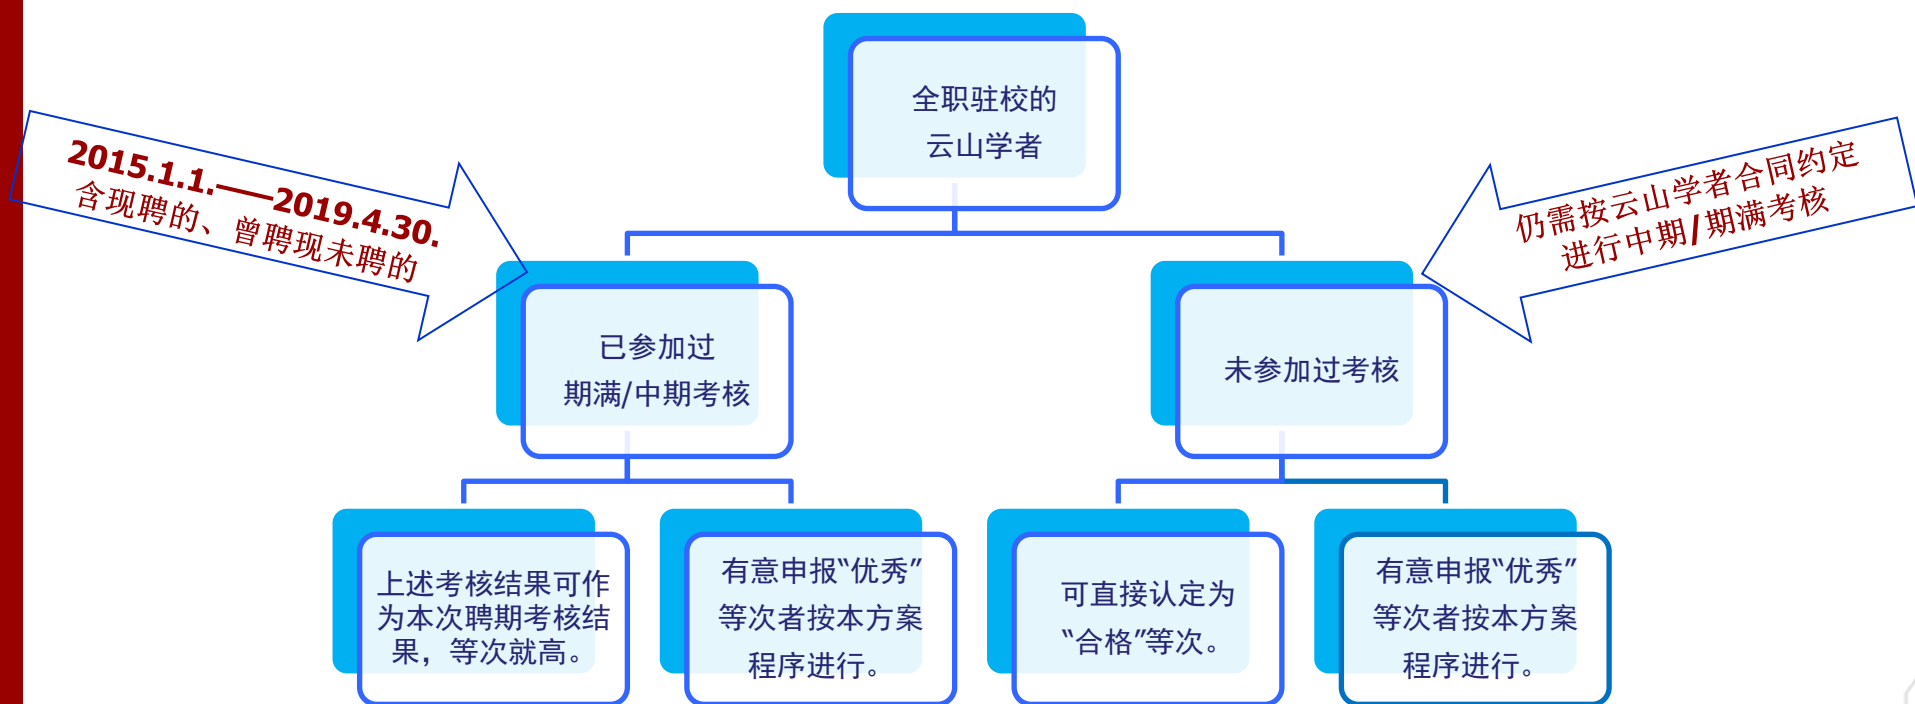 全职驻校的
云山学者
2015.1.1.——2019.4.30.
含现聘的、曾聘现未聘的
仍需按云山学者合同约定
进行中期/期满考核
已参加过
期满/中期考核
未参加过考核
上述考核结果可作
为本次聘期考核结
果，等次就高。
有意申报“优秀”
等次者按本方案
程序进行。
可直接认定为
“合格”等次。
有意申报“优秀”
等次者按本方案
程序进行。